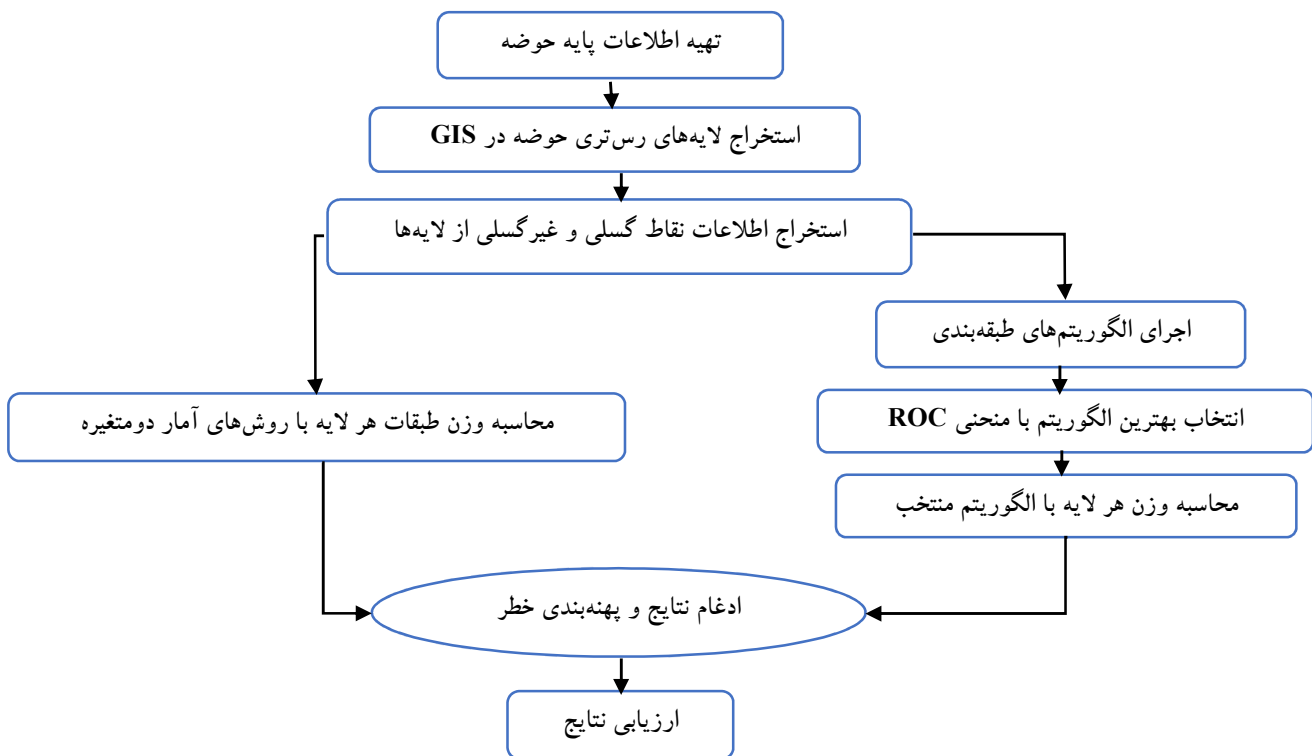 تهیه اطلاعات پایه حوضه
استخراج لایه‌های رس‌تری حوضه در GIS
استخراج اطلاعات نقاط گسلی و غیرگسلی از لایه‌ها
اجرای الگوریتم‌های طبقه‌بندی
انتخاب بهترین الگوریتم با منحنی ROC
محاسبه وزن طبقات هر لایه با روش‌های آمار دومتغیره
محاسبه وزن هر لایه با الگوریتم منتخب
ادغام نتایج و پهنه‌بندی خطر
ارزیابی نتایج